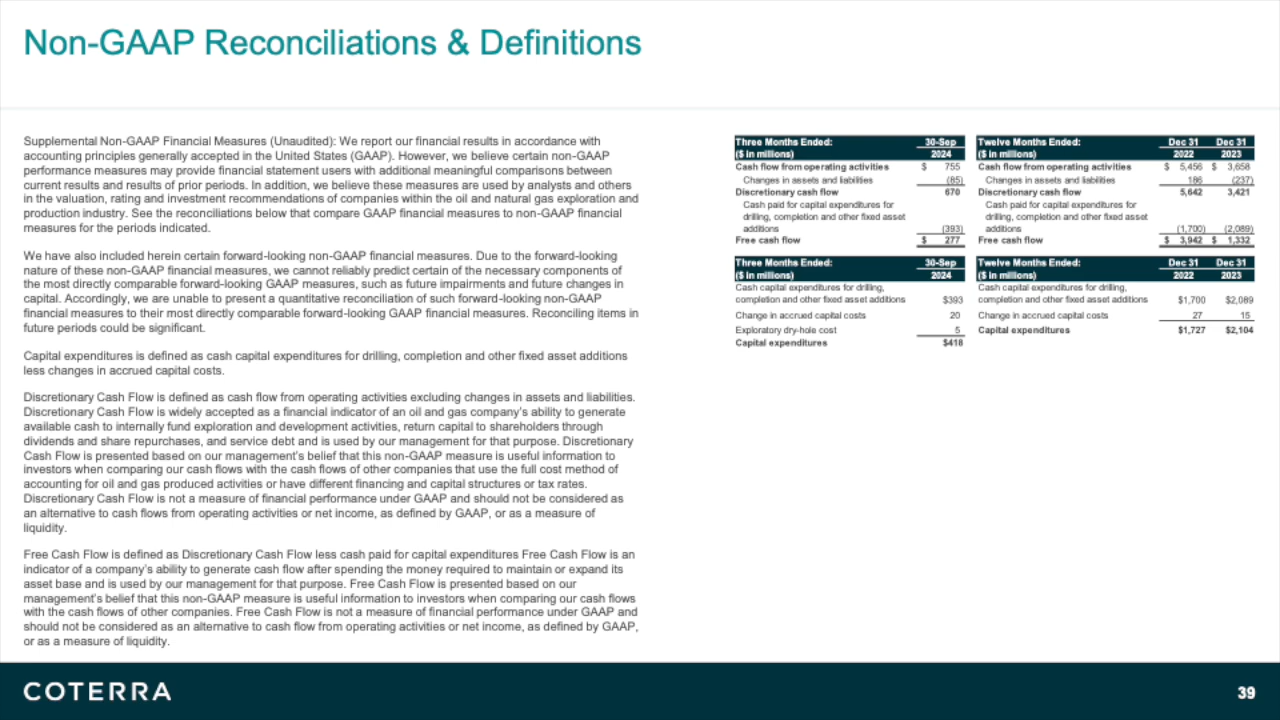 Non-GAAP Reconciliations & Definitions
Supplemental Non-GAAP Financial Measures (Unaudited): We report our financial results in accordance with
accounting principles generally accepted in the United States (GAAP). However, we believe certain non-GAAP
performance measures may provide financial statement users with additional meaningful comparisons between
current results and results of prior periods. In addition, we believe these measures are used by analysts and others
in the valuation, rating and investment recommendations of companies within the oil and natural gas exploration and
production industry. See the reconciliations below that compare GAAP financial measures to non-GAAP financial
measures for the periods indicated.
We have also included herein certain forward-looking non-GAAP financial measures. Due to the forward-looking
nature of these non-GAAP financial measures, we cannot reliably predict certain of the necessary components of
the most directly comparable forward-looking GAAP measures, such as future impairments and future changes in
capital. Accordingly, we are unable to present a quantitative reconciliation of such forward-looking non-GAAP
financial measures to their most directly comparable forward-looking GAAP financial measures. Reconciling items in
future periods could be significant.
Capital expenditures is defined as cash capital expenditures for drilling, completion and other fixed asset additions
less changes in accrued capital costs.
Discretionary Cash Flow is defined as cash flow from operating activities excluding changes in assets and liabilities.
Discretionary Cash Flow is widely accepted as a financial indicator of an oil and gas company's ability to generate
available cash to internally fund exploration and development activities, return capital to shareholders through
dividends and share repurchases, and service debt and is used by our management for that purpose. Discretionary
Cash Flow is presented based on our management's belief that this non-GAAP measure is useful information to
investors when comparing our cash flows with the cash flows of other companies that use the full cost method of
accounting for oil and gas produced activities or have different financing and capital structures or tax rates.
Discretionary Cash Flow is not a measure of financial performance under GAAP and should not be considered as
an alternative to cash flows from operating activities or net income, as defined by GAAP, or as a measure of
liquidity.
Free Cash Flow is defined as Discretionary Cash Flow less cash paid for capital expenditures Free Cash Flow is an
indicator of a company's ability to generate cash flow after spending the money required to maintain or expand its
asset base and is used by our management for that purpose. Free Cash Flow is presented based on our
management's belief that this non-GAAP measure is useful information to investors when comparing our cash flows
with the cash flows of other companies. Free Cash Flow is not a measure of financial performance under GAAP and
should not be considered as an alternative to cash flow from operating activities or net income, as defined by GAAP,
or as a measure of liquidity.
Three Months Ended: 30-Sep
($ in millions) 2024
Cash flow from operating activities $ 755
Changes in assets and liabilities (85)
Discretionary cash flow 670
Cash paid for capital expenditures for
drilling, completion and other fixed asset
additions (393)
Free cash flow $ 277
Twelve Months Ended: Dec 31 Dec 31
($ in millions) 2022 2023
Cash flow from operating activities $ 5,456 $ 3,658
Changes in assets and liabilities 186 (237)
Discretionary cash flow 5,642 3,421
Cash paid for capital expenditures for
drilling, completion and other fixed asset
additions (1,700) (2,089)
Free cash flow $ 3,942 $ 1,332
Three Months Ended: 30-Sep
($ in millions) 2024
Cash capital expenditures for drilling,
completion and other fixed asset additions $393
Change in accrued capital costs 20
Exploratory dry-hole cost 5
Capital expenditures $418
Twelve Months Ended: Dec 31 Dec 31
($ in millions) 2022 2023
Cash capital expenditures for drilling,
completion and other fixed asset additions $1,700 $2,089
Change in accrued capital costs 27 15
Capital expenditures $1,727 $2,104
COTERRA
39